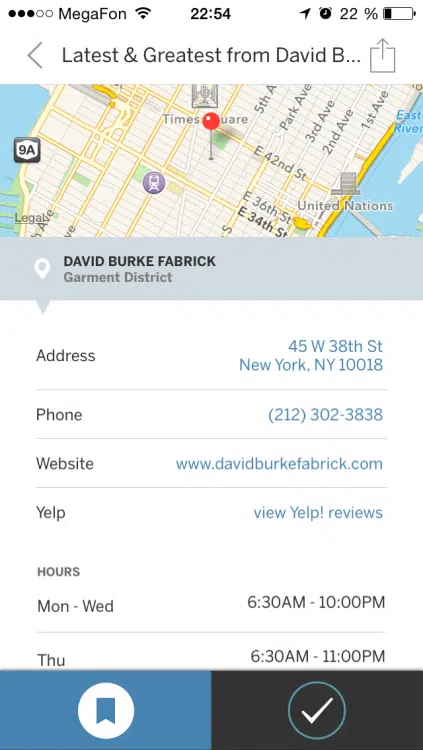 MegaFon 22:54 22 %
Latest & Greatest from David B...
5th A
Park Ave
3rd Ave
2nd Ave
1st Ave
East
River
Times Square
9A
E 42nd St
E 36th St
E 34th St
United Nations
Legal
DAVID BURKE FABRICK
Garment District
Address 45 W 38th St
New York, NY 10018
Phone (212) 302-3838
Website www.davidburkefabrick.com
Yelp view Yelp! reviews
HOURS
Mon - Wed 6:30AM - 10:00PM
Thu 6:30AM - 11:00PM